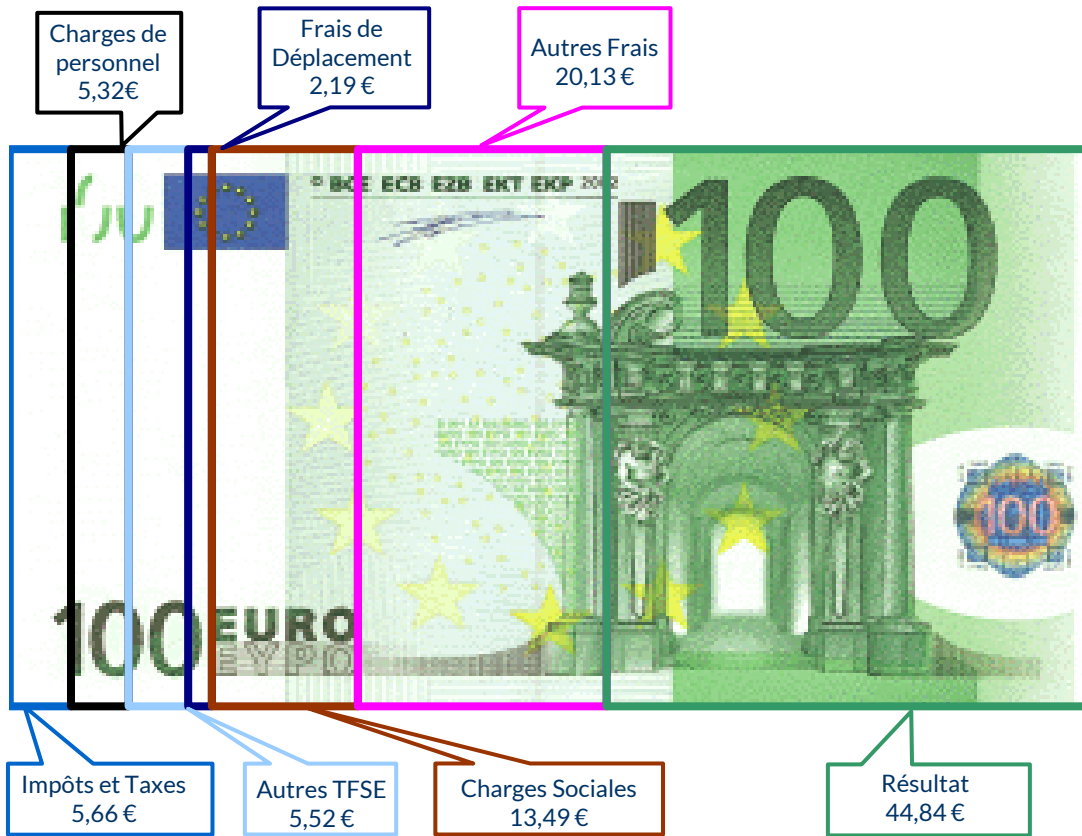 Charges de
personnel
5,32€
Frais de
Déplacement
2,19 €
Autres Frais
20,13 €
© BCE ECB EZB EKT EKP 2002
100
100
100 EURO
ΕΥΡΩ
Impôts et Taxes
5,66 €
Autres TFSE
5,52 €
Charges Sociales
13,49 €
Résultat
44,84 €